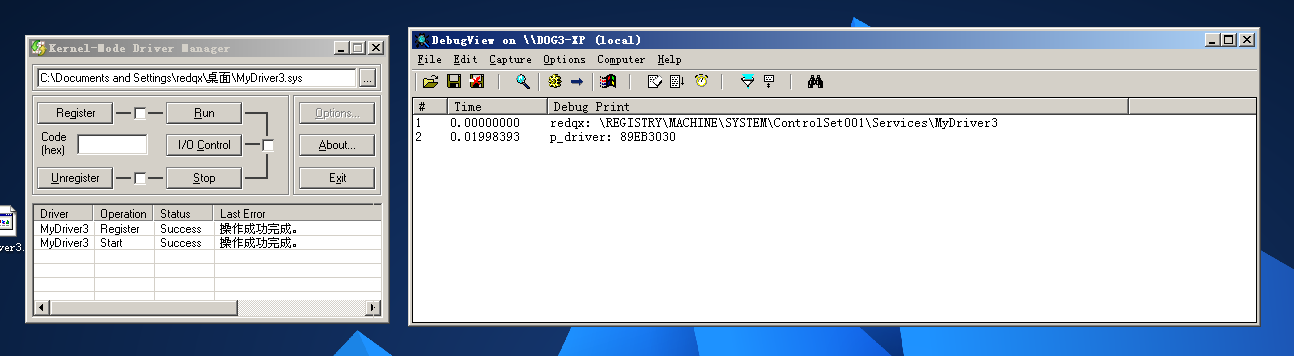 Kernel-Mode Driver Manager
C:\Documents and Settings\redqx\桌面\MyDriver3.sys
...
Register
Run
Options...
Code
(hex)
I/O Control
About...
Unregister
Stop
Exit
Driver Operation Status Last Error
MyDriver3 Register Success 操作成功完成。
MyDriver3 Start Success 操作成功完成。
ver3.
DebugView on \\DOG3-XP (local)
File Edit Capture Options Computer Help
# Time Debug Print
1 0.00000000 redqx: \REGISTRY\MACHINE\SYSTEM\ControlSet001\Services\MyDriver3
2 0.01998393 p_driver: 89EB3030